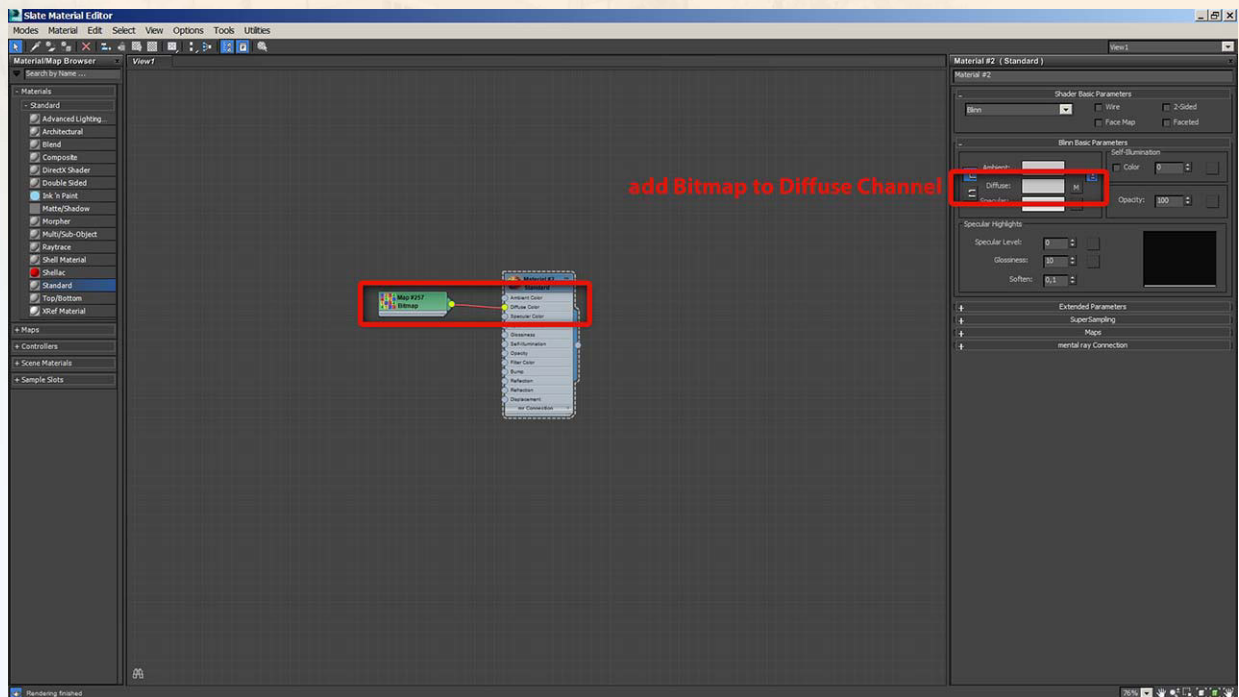 Slate Material Editor
Modes Material Edit Select View Options Tools Utilities
View1
Material/Map Browser
View1
Material #2 ( Standard )
Search by Name ...
Material #2
- Materials
- Standard
Advanced Lighting...
Architectural
Blend
Composite
DirectX Shader
Double Sided
Ink 'n Paint
Matte/Shadow
Morpher
Multi/Sub-Object
Raytrace
Shell Material
Shellac
Standard
Top/Bottom
XRef Material
+ Maps
+ Controllers
+ Scene Materials
+ Sample Slots
Map #257
Bitmap
Standard
Ambient Color
Diffuse Color
Specular Color
Glossiness
Self-Illumination
Opacity
Filter Color
Bump
Reflection
Refraction
Displacement
mr Connection
add Bitmap to Diffuse Channel
- Shader Basic Parameters
Blinn
Wire
2-Sided
Face Map
Faceted
- Blinn Basic Parameters
Self-Illumination
Ambient:
Color 0
Diffuse: M
Specular:
Opacity: 100
Specular Highlights
Specular Level: 0
Glossiness: 10
Soften: 0,1
+ Extended Parameters
+ SuperSampling
+ Maps
+ mental ray Connection
Rendering finished
76%